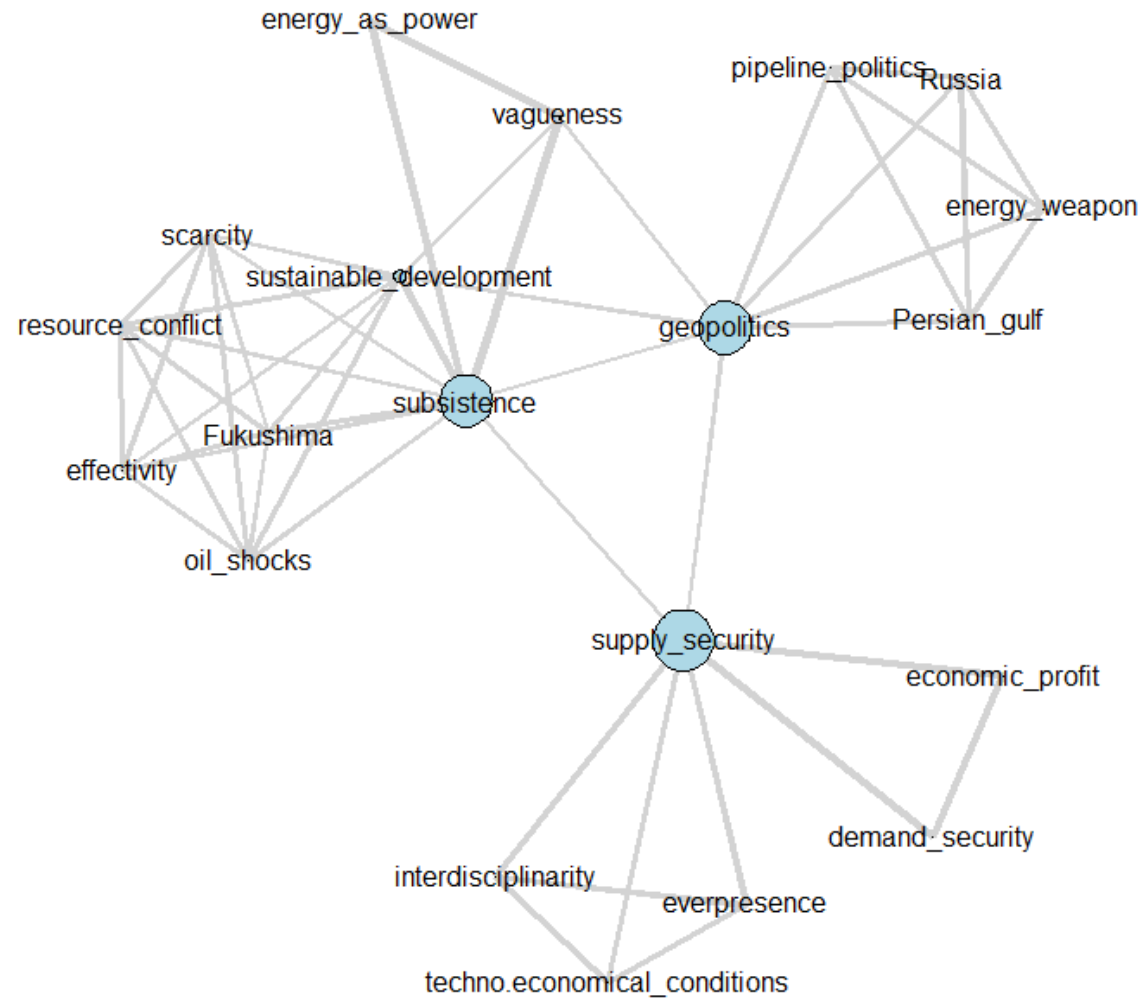 energy_as_power
pipeline_politics
Russia
vagueness
energy_weapon
scarcity
sustainable_development
resource_conflict
geopolitics
Persian_gulf
subsistence
Fukushima
effectivity
oil_shocks
supply_security
economic_profit
demand_security
interdisciplinarity
everpresence
techno.economical_conditions